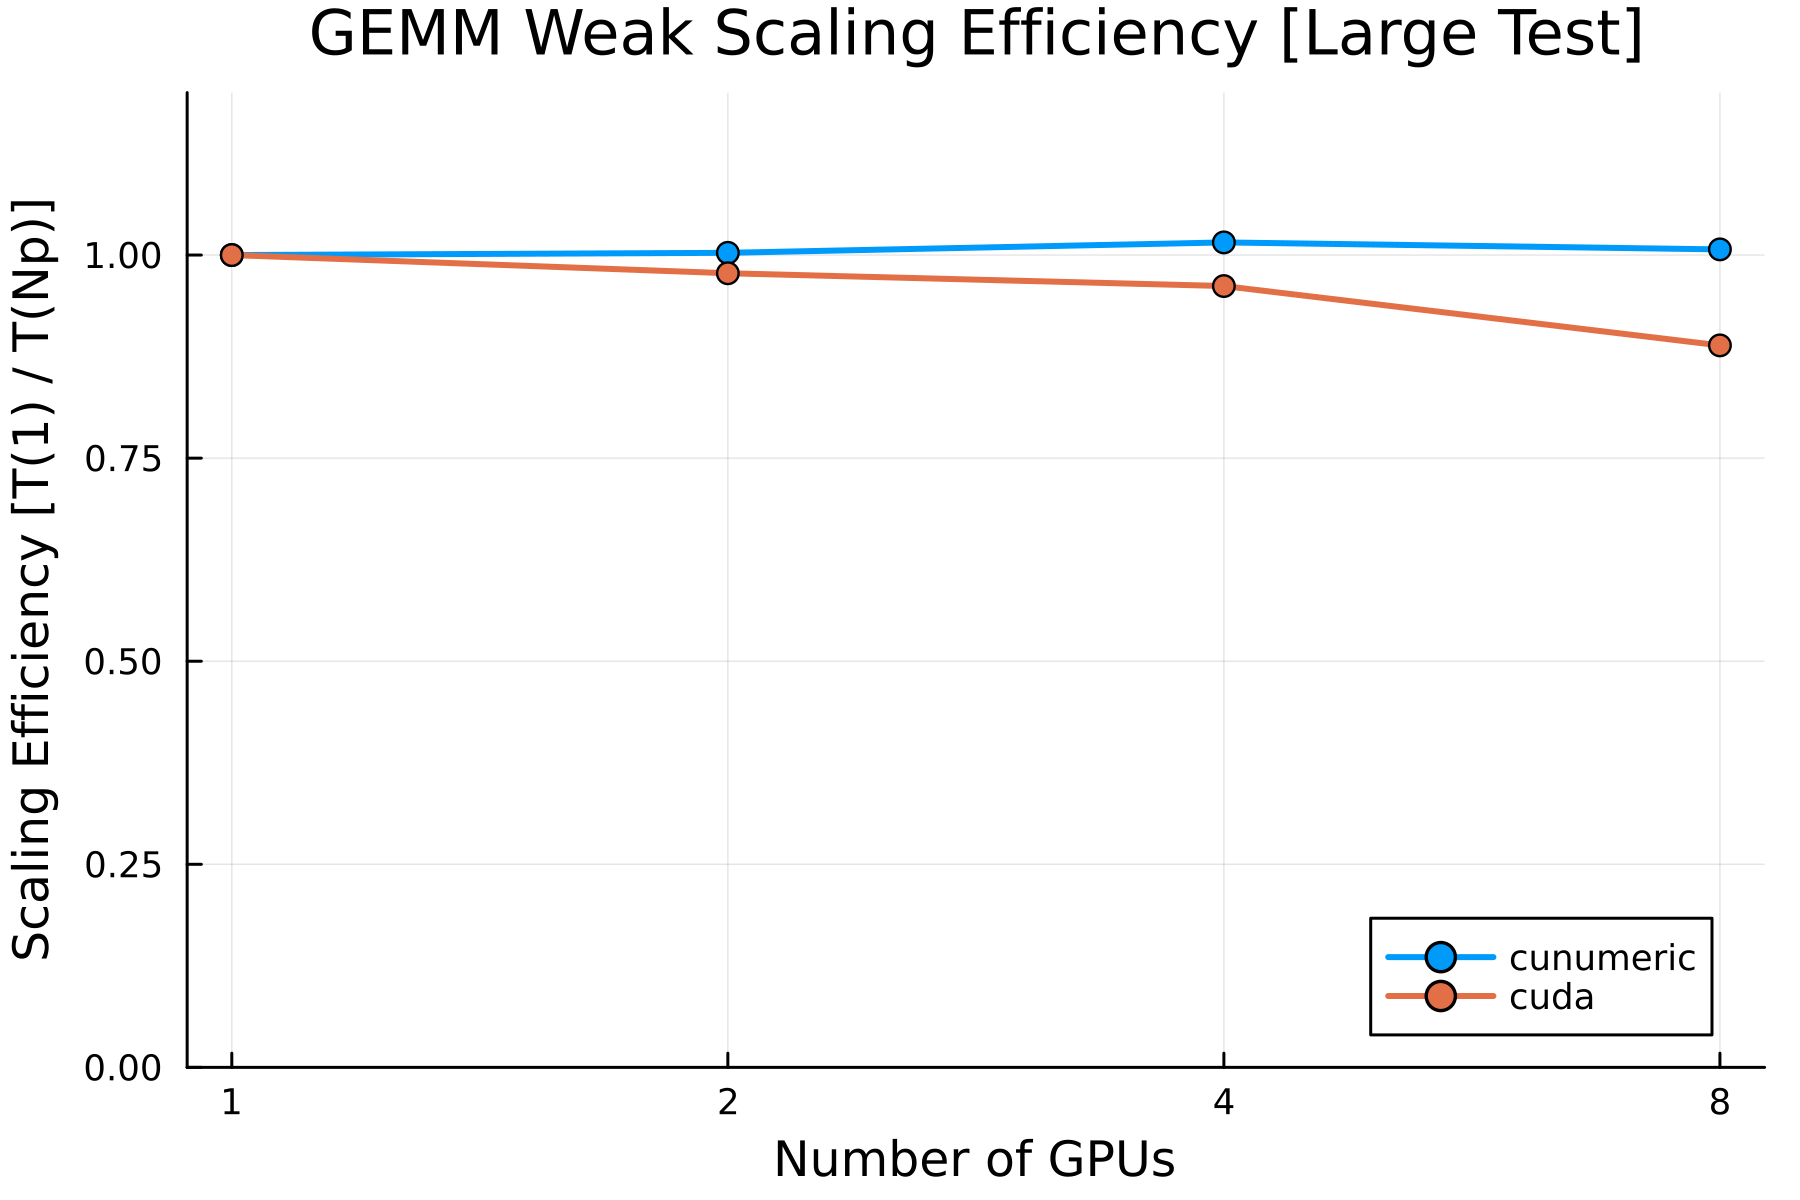 GEMM Weak Scaling Efficiency [Large Test]
Scaling Efficiency [T(1) / T(Np)]
1.00
0.75
0.50
0.25
0.00
cunumeric
cuda
1 2 4 8
Number of GPUs